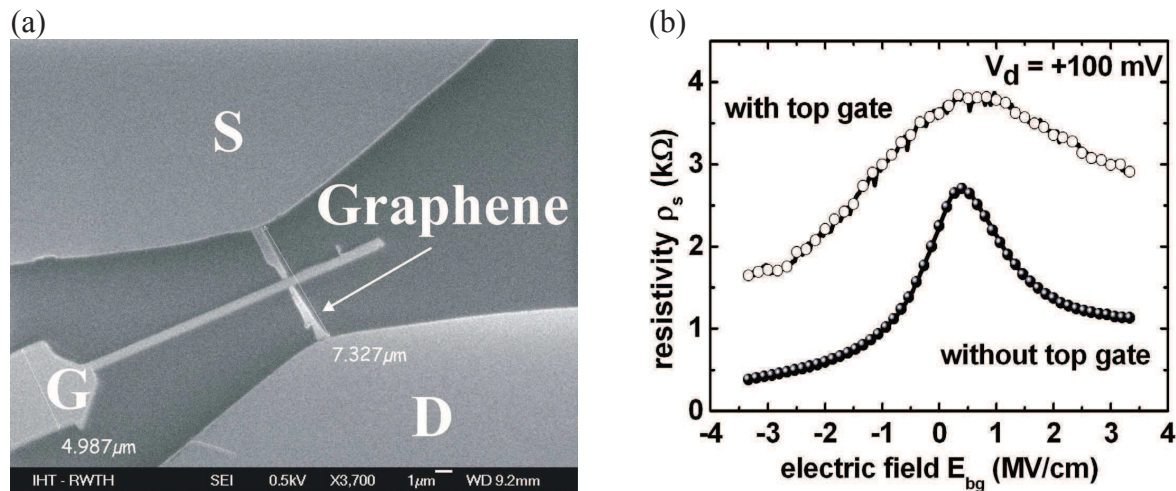 (a)
S
Graphene
7.327µm
G
4.987µm
D
IHT - RWTH SEI 0.5kV X3,700 1µm WD 9.2mm
(b)
V_d = +100 mV
with top gate
without top gate
resistivity ρ_s (kΩ)
4
3
2
1
0
-4 -3 -2 -1 0 1 2 3 4
electric field E_bg (MV/cm)